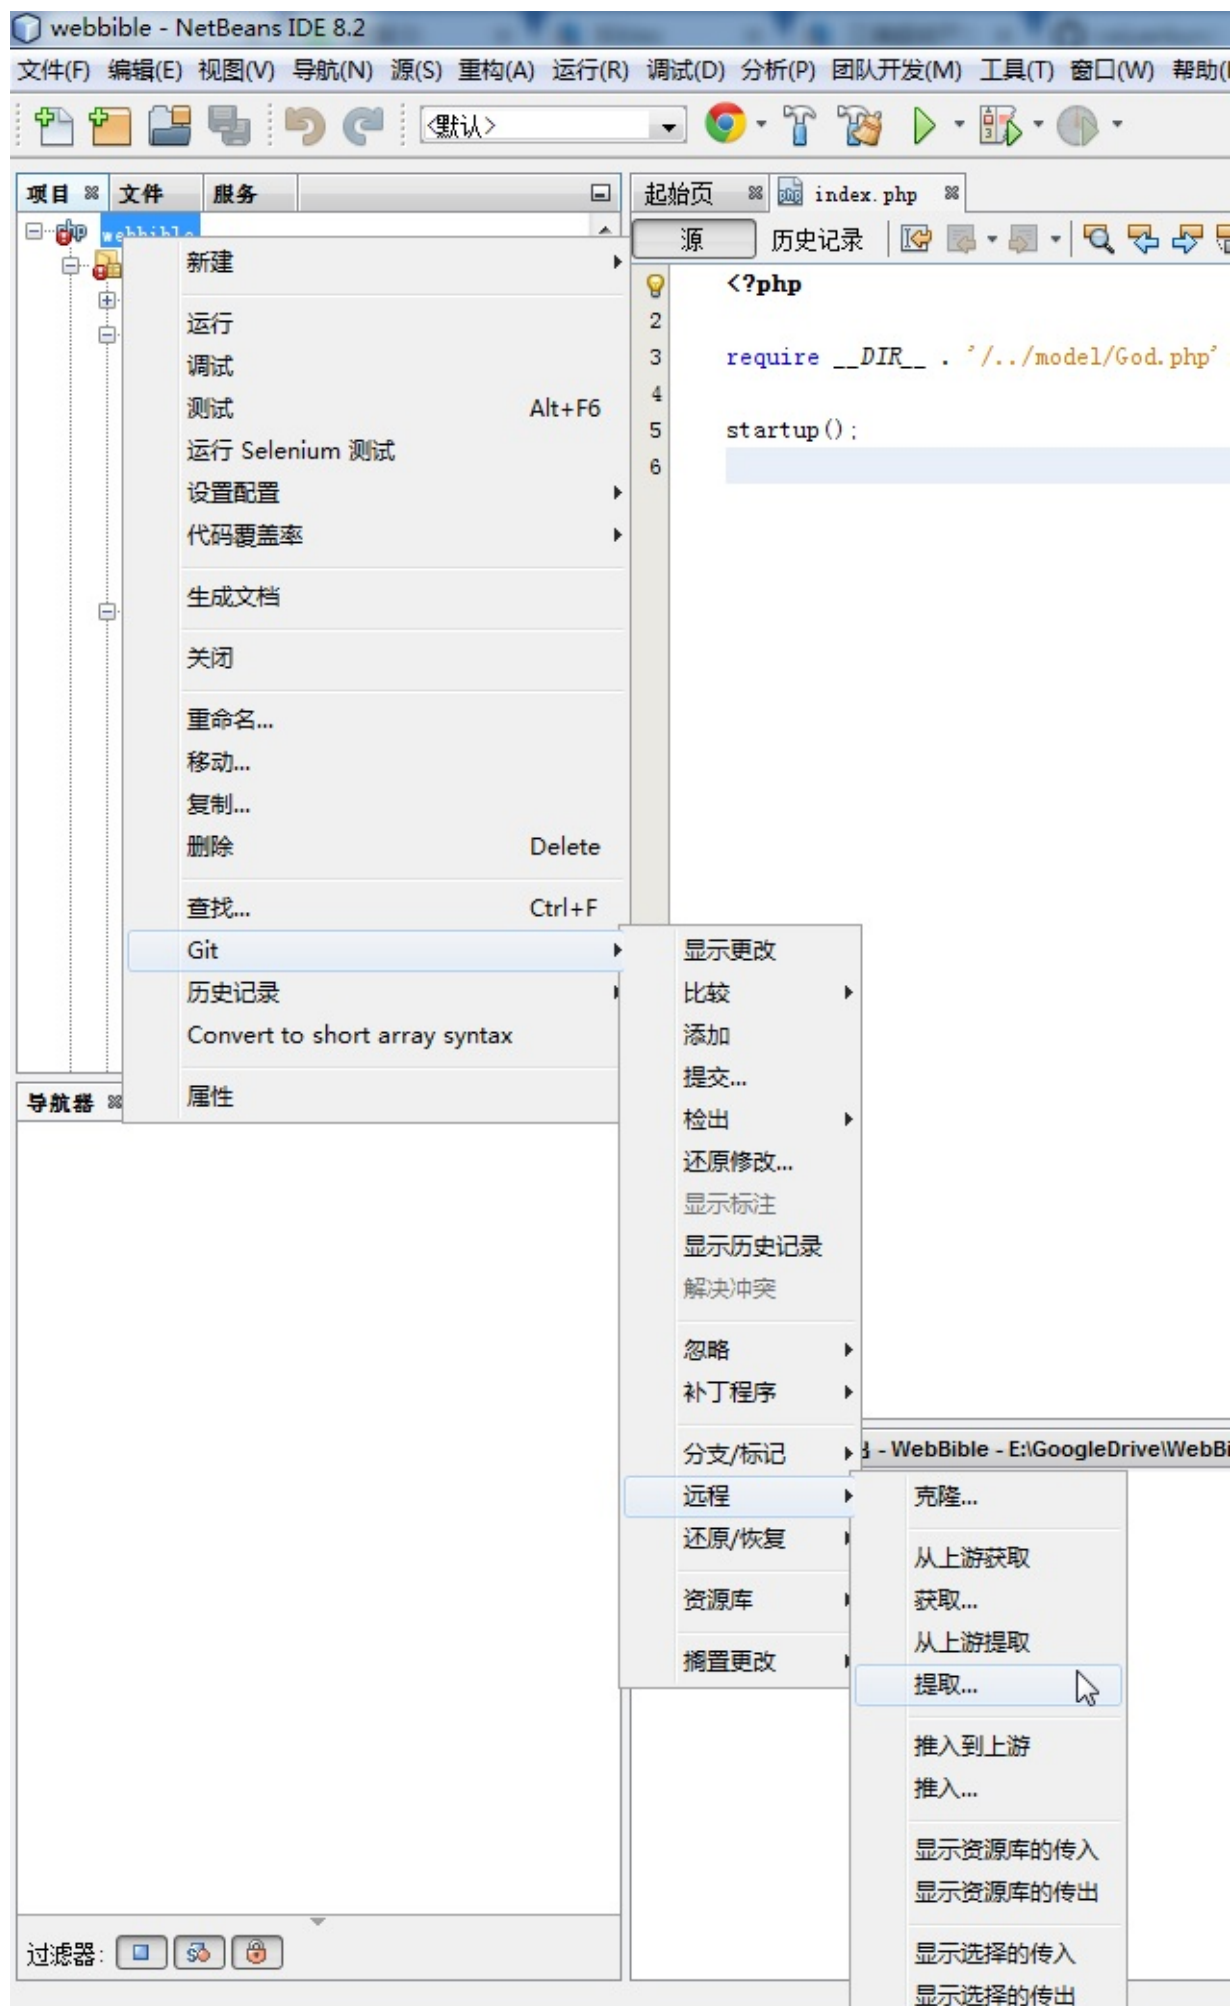 webbible - NetBeans IDE 8.2
文件(F) 编辑(E) 视图(V) 导航(N) 源(S) 重构(A) 运行(R) 调试(D) 分析(P) 团队开发(M) 工具(T) 窗口(W) 帮助(
<默认>
项目 文件 服务
webbible
新建
运行
调试
测试 Alt+F6
运行 Selenium 测试
设置配置
代码覆盖率
生成文档
关闭
重命名...
移动...
复制...
删除 Delete
查找... Ctrl+F
Git
历史记录
Convert to short array syntax
属性
导航器
过滤器:
起始页 index.php
源 历史记录
<?php
2
3 require __DIR__ . '/../model/God.php'
4
5 startup();
6
显示更改
比较
添加
提交...
检出
还原修改...
显示标注
显示历史记录
解决冲突
忽略
补丁程序
分支/标记
远程
还原/恢复
资源库
搁置更改
- WebBible - E:\GoogleDrive\WebBi
克隆...
从上游获取
获取...
从上游提取
提取...
推入到上游
推入...
显示资源库的传入
显示资源库的传出
显示选择的传入
显示选择的传出